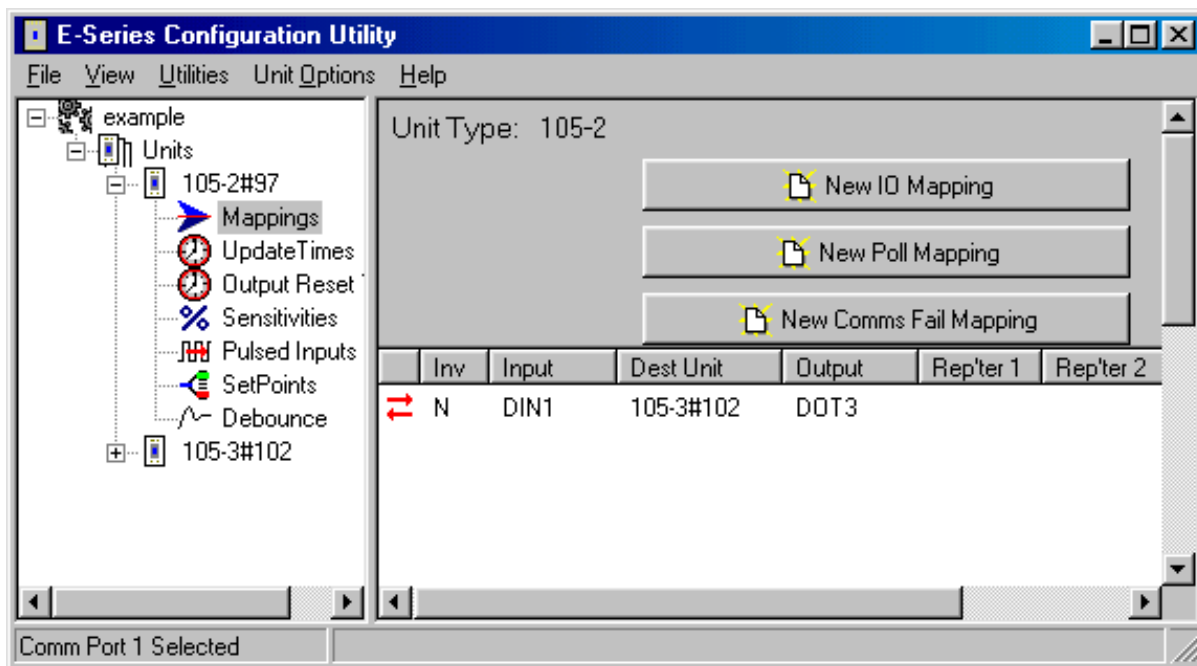 E-Series Configuration Utility
File View Utilities Unit Options Help
example
Units
105-2#97
Mappings
UpdateTimes
Output Reset
Sensitivities
Pulsed Inputs
SetPoints
Debounce
105-3#102
Unit Type: 105-2
New IO Mapping
New Poll Mapping
New Comms Fail Mapping
Inv Input Dest Unit Output Rep'ter 1 Rep'ter 2
N DIN1 105-3#102 DOT3
Comm Port 1 Selected